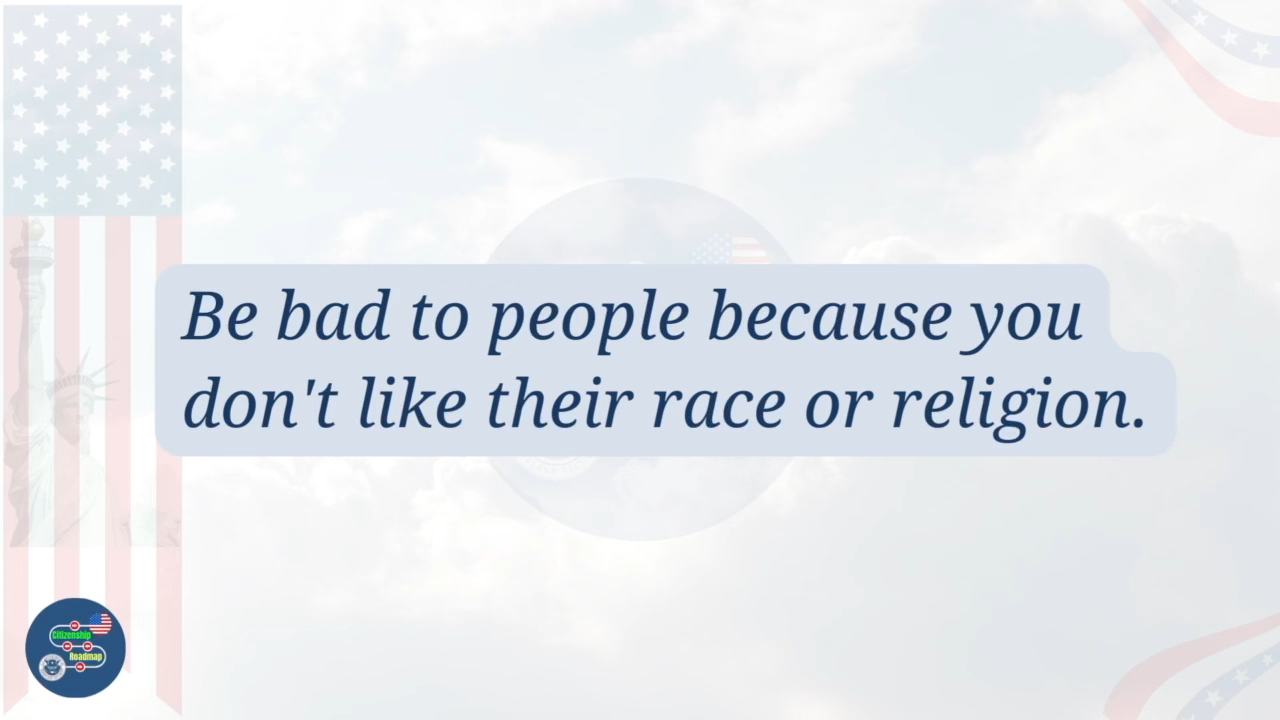 Be bad to people because you
don't like their race or religion.
Citizenship
Roadmap